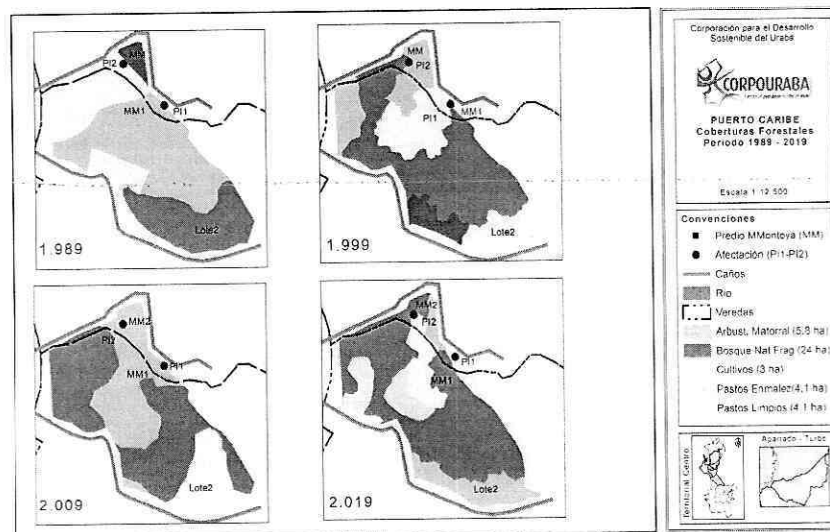 MM
PI2
MM1
PI1
Lote2
1.989
MM
PI2
PI1
MM1
Lote2
1.999
MM2
PI2
PI1
MM1
Lote2
2.009
MM2
PI2
PI1
MM1
Lote2
2.019
Corporación para el Desarrollo
Sostenible del Urabá
CORPOURABA
PUERTO CARIBE
Coberturas Forestales
Periodo 1989 - 2019
Escala 1:12.500
Convenciones
Predio MMontoya (MM)
Afectación (PI1-PI2)
Caños
Rio
Veredas
Arbust, Matorral (5,8 ha)
Bosque Nat Frag (24 ha)
Cultivos (3 ha)
Pastos Enmalez(4,1 ha)
Pastos Limpios (4,1 ha)
Territorial Centro
Apartado - Turbo